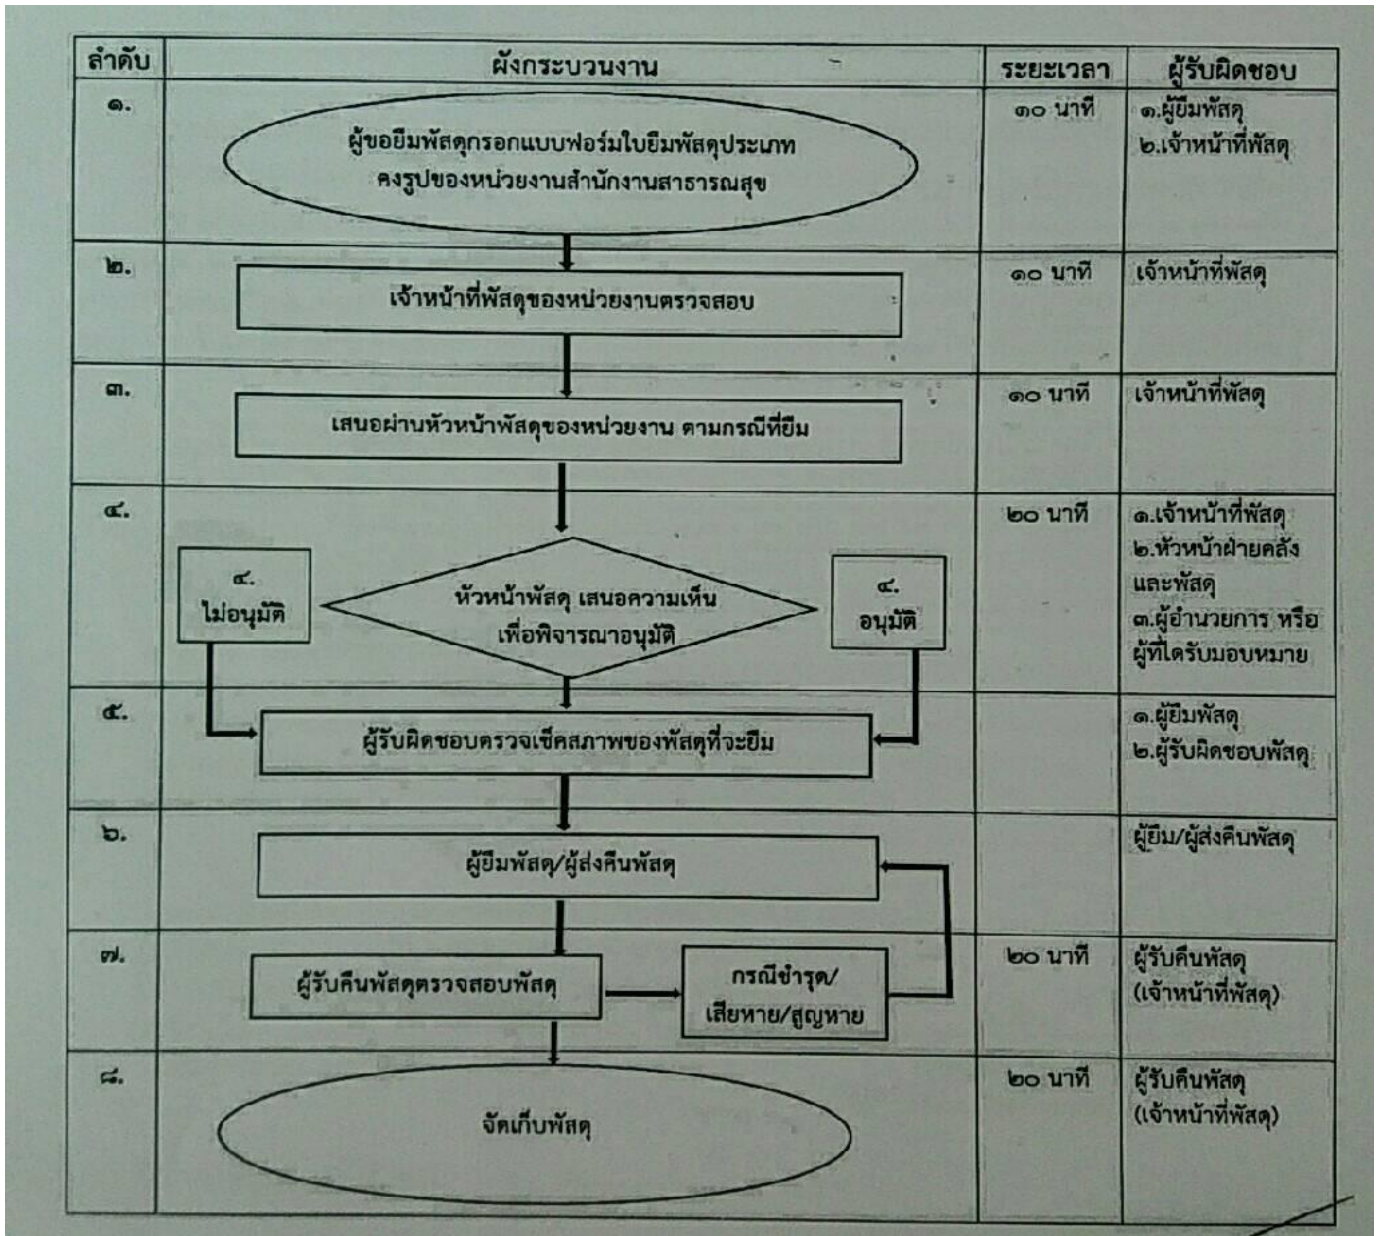 ลำดับ ผังกระบวนงาน ระยะเวลา ผู้รับผิดชอบ
๑. ๑๐ นาที ๑.ผู้ยืมพัสดุ
ผู้ขอยืมพัสดุกรอกแบบฟอร์มใบยืมพัสดุประเภท ๒.เจ้าหน้าที่พัสดุ
คงรูปของหน่วยงานสำนักงานสาธารณสุข
๒. ๑๐ นาที เจ้าหน้าที่พัสดุ
เจ้าหน้าที่พัสดุของหน่วยงานตรวจสอบ
๓. ๑๐ นาที เจ้าหน้าที่พัสดุ
เสนอผ่านหัวหน้าพัสดุของหน่วยงาน ตามกรณีที่ยืม
๔. ๒๐ นาที ๑.เจ้าหน้าที่พัสดุ
๒.หัวหน้าฝ่ายคลัง
และพัสดุ
๓.ผู้อำนวยการ หรือ
ผู้ที่ได้รับมอบหมาย
๔.
ไม่อนุมัติ
หัวหน้าพัสดุ เสนอความเห็น
เพื่อพิจารณาอนุมัติ
๔.
อนุมัติ
๕. ๑.ผู้ยืมพัสดุ
ผู้รับผิดชอบตรวจเช็คสภาพของพัสดุที่จะยืม ๒.ผู้รับผิดชอบพัสดุ
๖. ผู้ยืม/ผู้ส่งคืนพัสดุ
ผู้ยืมพัสดุ/ผู้ส่งคืนพัสดุ
๗. ๒๐ นาที ผู้รับคืนพัสดุ
(เจ้าหน้าที่พัสดุ)
ผู้รับคืนพัสดุตรวจสอบพัสดุ
กรณีชำรุด/
เสียหาย/สูญหาย
๘. ๒๐ นาที ผู้รับคืนพัสดุ
(เจ้าหน้าที่พัสดุ)
จัดเก็บพัสดุ